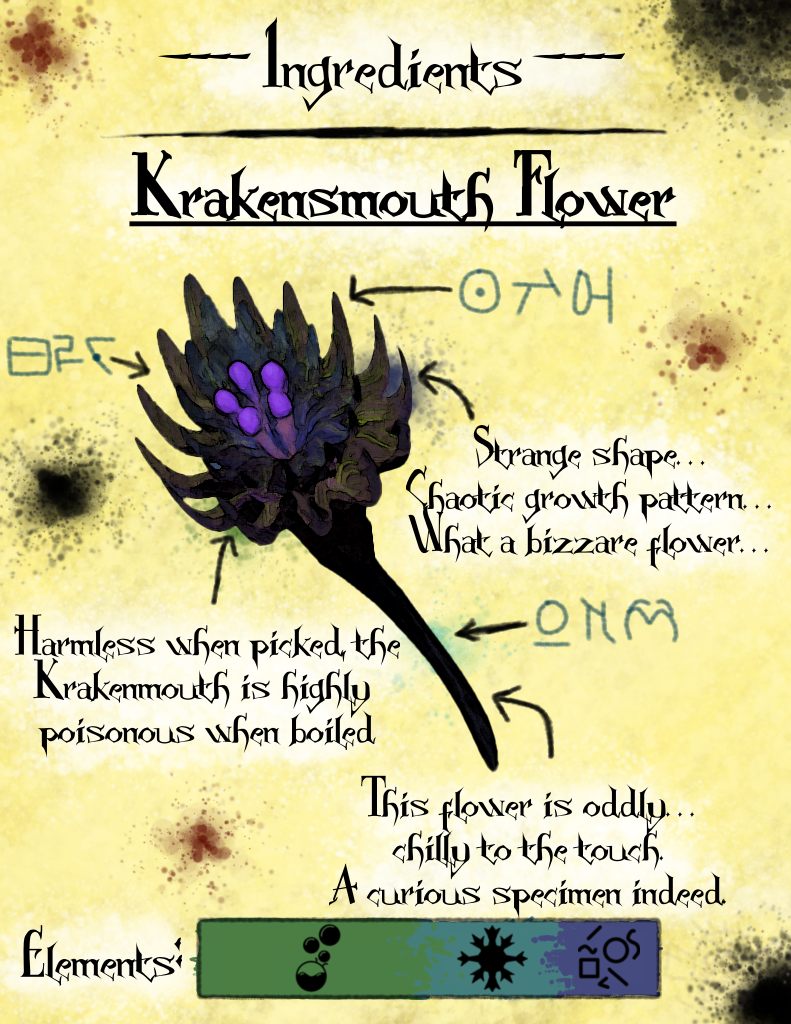 Ingredients
Krakensmouth Flower
Strange shape...
Chaotic growth pattern...
What a bizzare flower...
Harmless when picked, the
Krakenmouth is highly
poisonous when boiled.
This flower is oddly...
chilly to the touch.
A curious specimen indeed.
Elements: